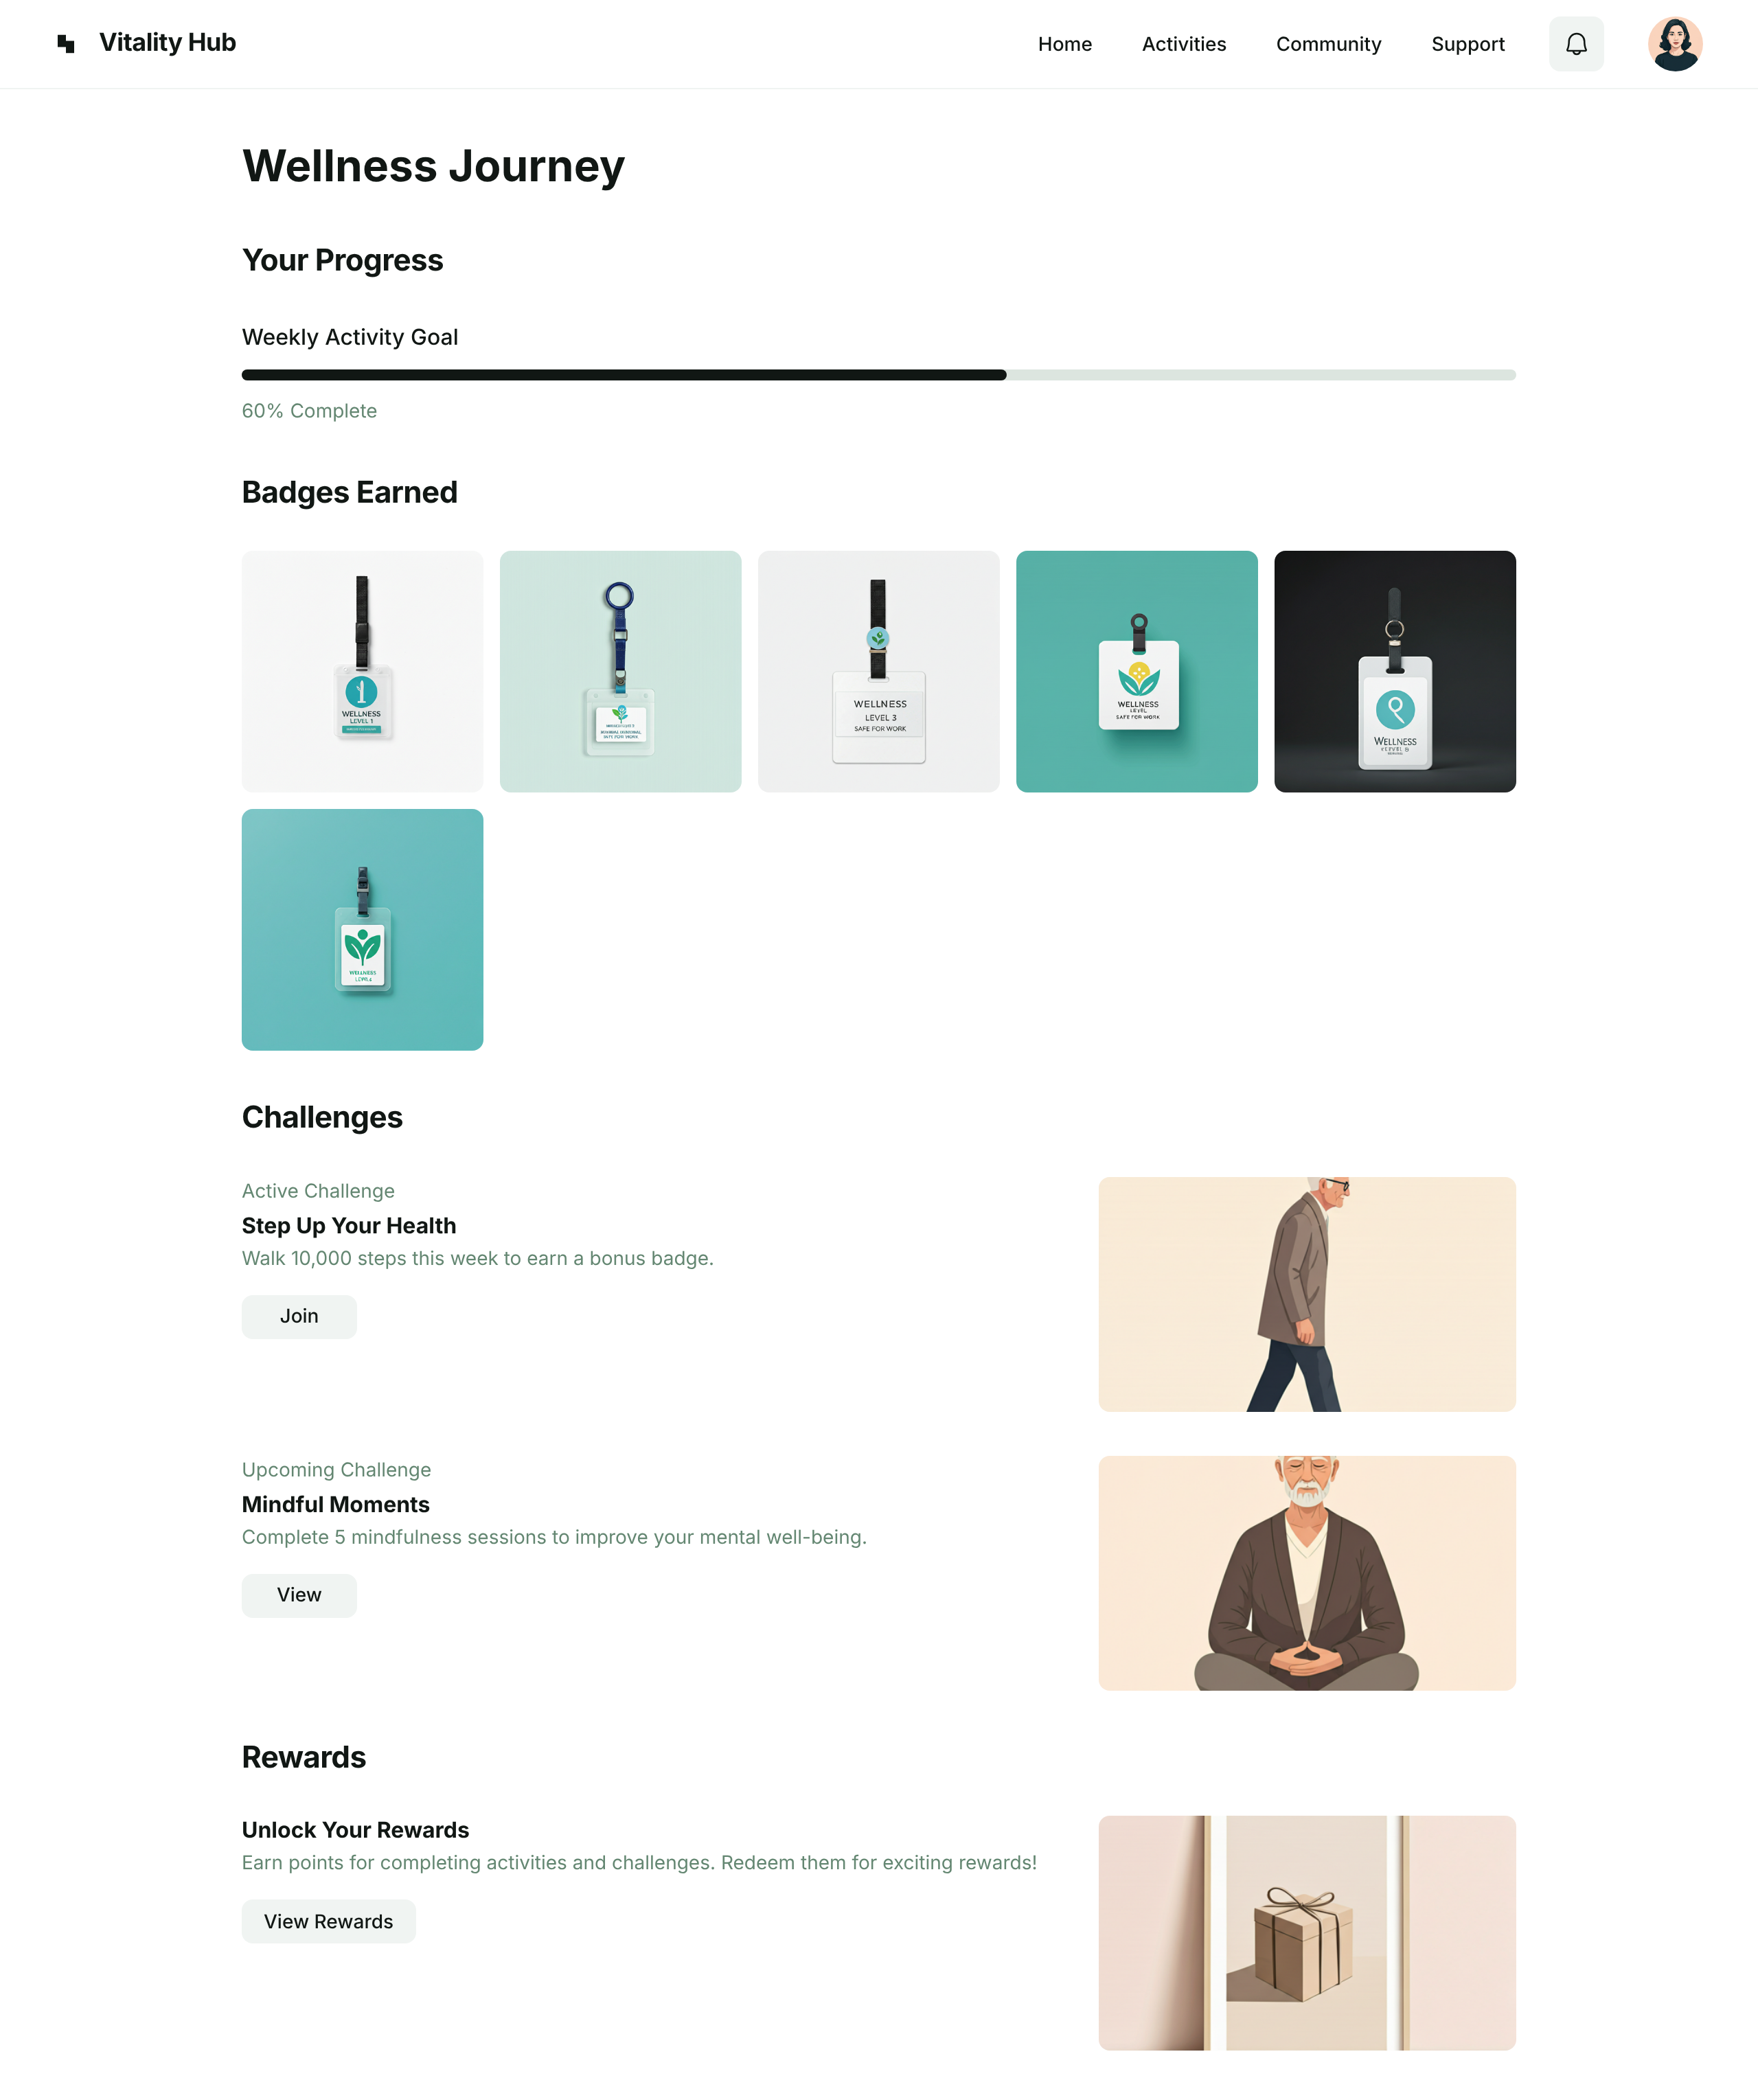 Vitality Hub
Home
Activities
Community
Support
Wellness Journey
Your Progress
Weekly Activity Goal
60% Complete
Badges Earned
WELLNESS
LEVEL 1
WELLNESS
LEVEL 3
SAFE FOR WORK
WELLNESS
LEVEL
SAFE FOR WORK
WELLNESS
WELLNESS
Challenges
Active Challenge
Step Up Your Health
Walk 10,000 steps this week to earn a bonus badge.
Join
Upcoming Challenge
Mindful Moments
Complete 5 mindfulness sessions to improve your mental well-being.
View
Rewards
Unlock Your Rewards
Earn points for completing activities and challenges. Redeem them for exciting rewards!
View Rewards